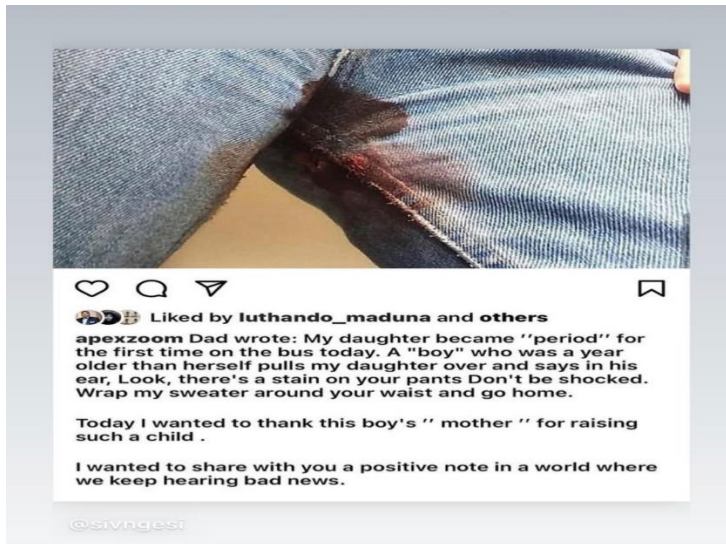 Liked by luthando_maduna and others
apexzoom Dad wrote: My daughter became ''period'' for
the first time on the bus today. A "boy" who was a year
older than herself pulls my daughter over and says in his
ear, Look, there's a stain on your pants Don't be shocked.
Wrap my sweater around your waist and go home.
Today I wanted to thank this boy's '' mother '' for raising
such a child .
I wanted to share with you a positive note in a world where
we keep hearing bad news.
@sivngesi